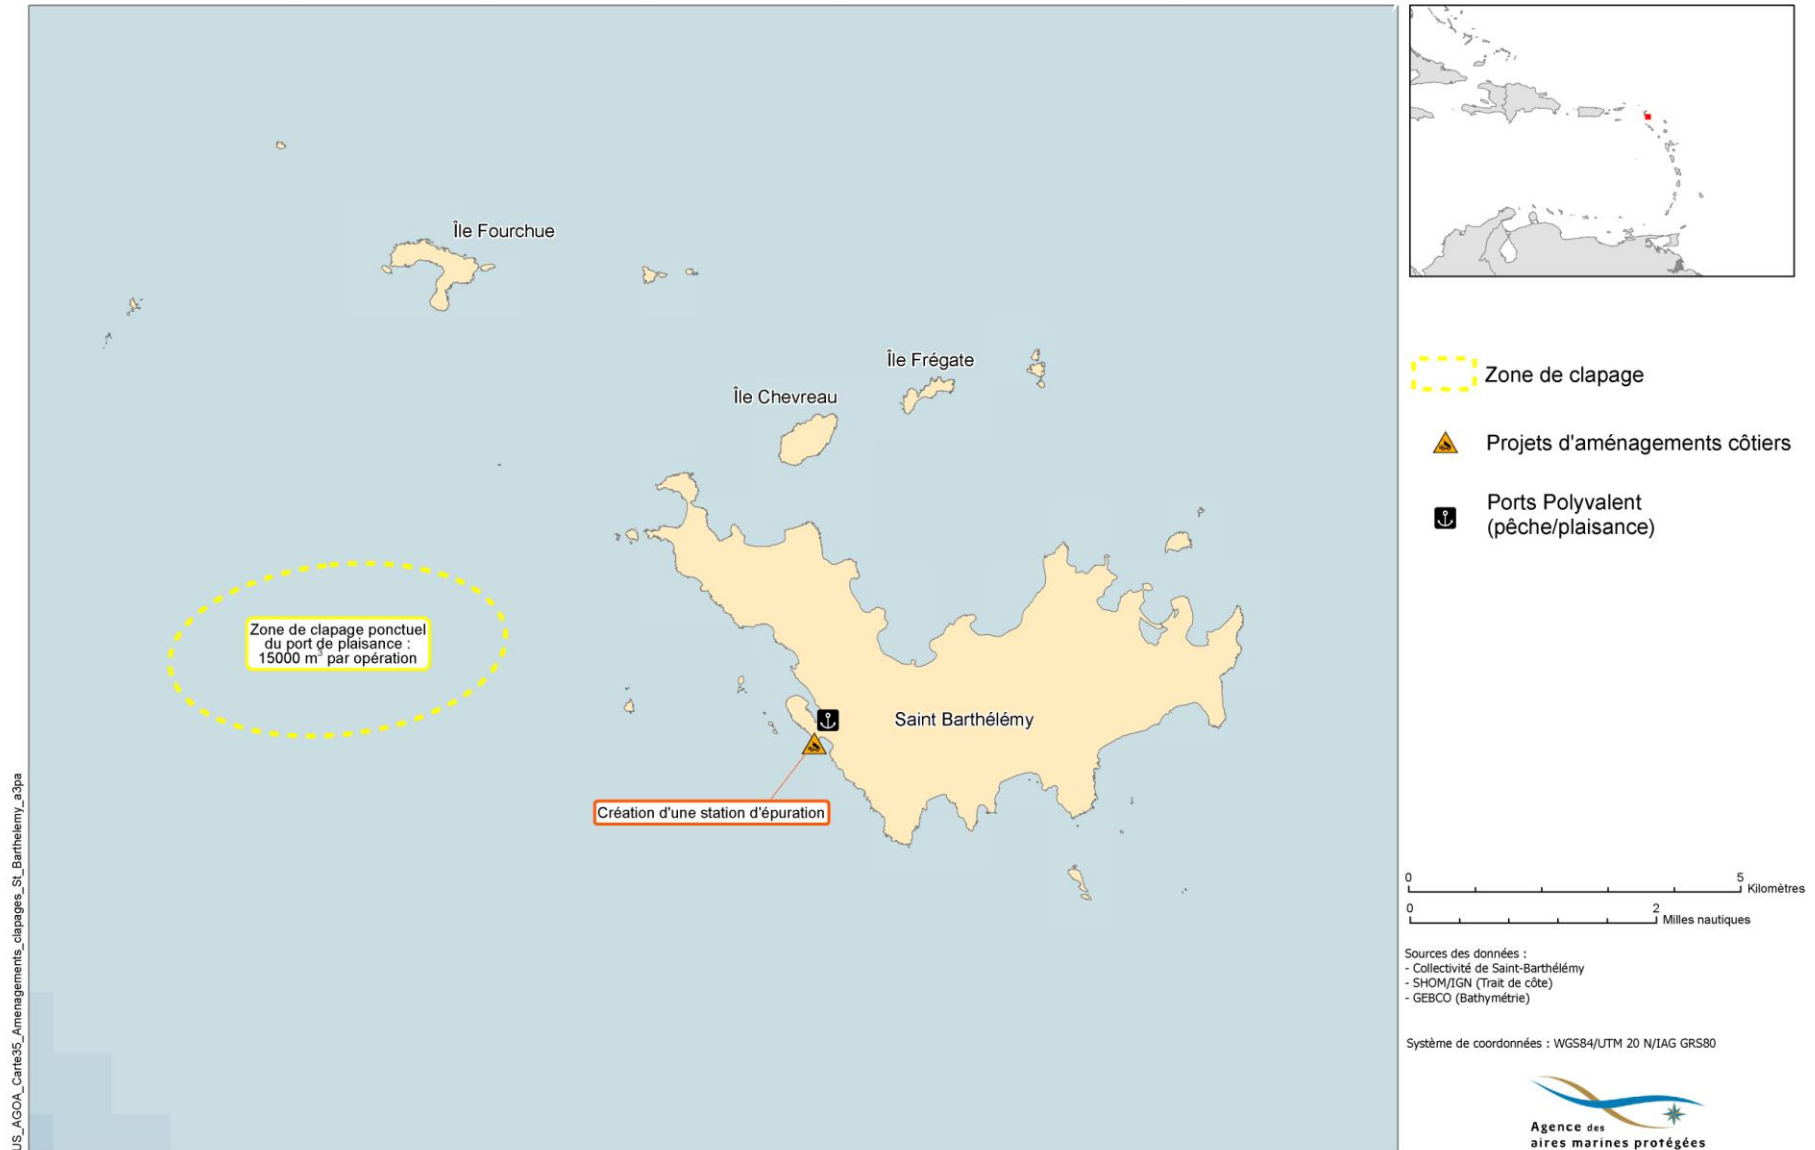 Île Fourchue
Île Frégate
Île Chevreau
Zone de clapage ponctuel
du port de plaisance :
15000 m³ par opération
Saint Barthélémy
Création d'une station d'épuration
Zone de clapage
Projets d'aménagements côtiers
Ports Polyvalent
(pêche/plaisance)
0 5 Kilomètres
0 2 Milles nautiques
Sources des données :
- Collectivité de Saint-Barthélémy
- SHOM/IGN (Trait de côte)
- GEBCO (Bathymétrie)
Système de coordonnées : WGS84/UTM 20 N/IAG GRS80
Agence des
aires marines protégées
US_AGOA_Carte35_Amenagements_clapages_St_Barthelemy_a3pa